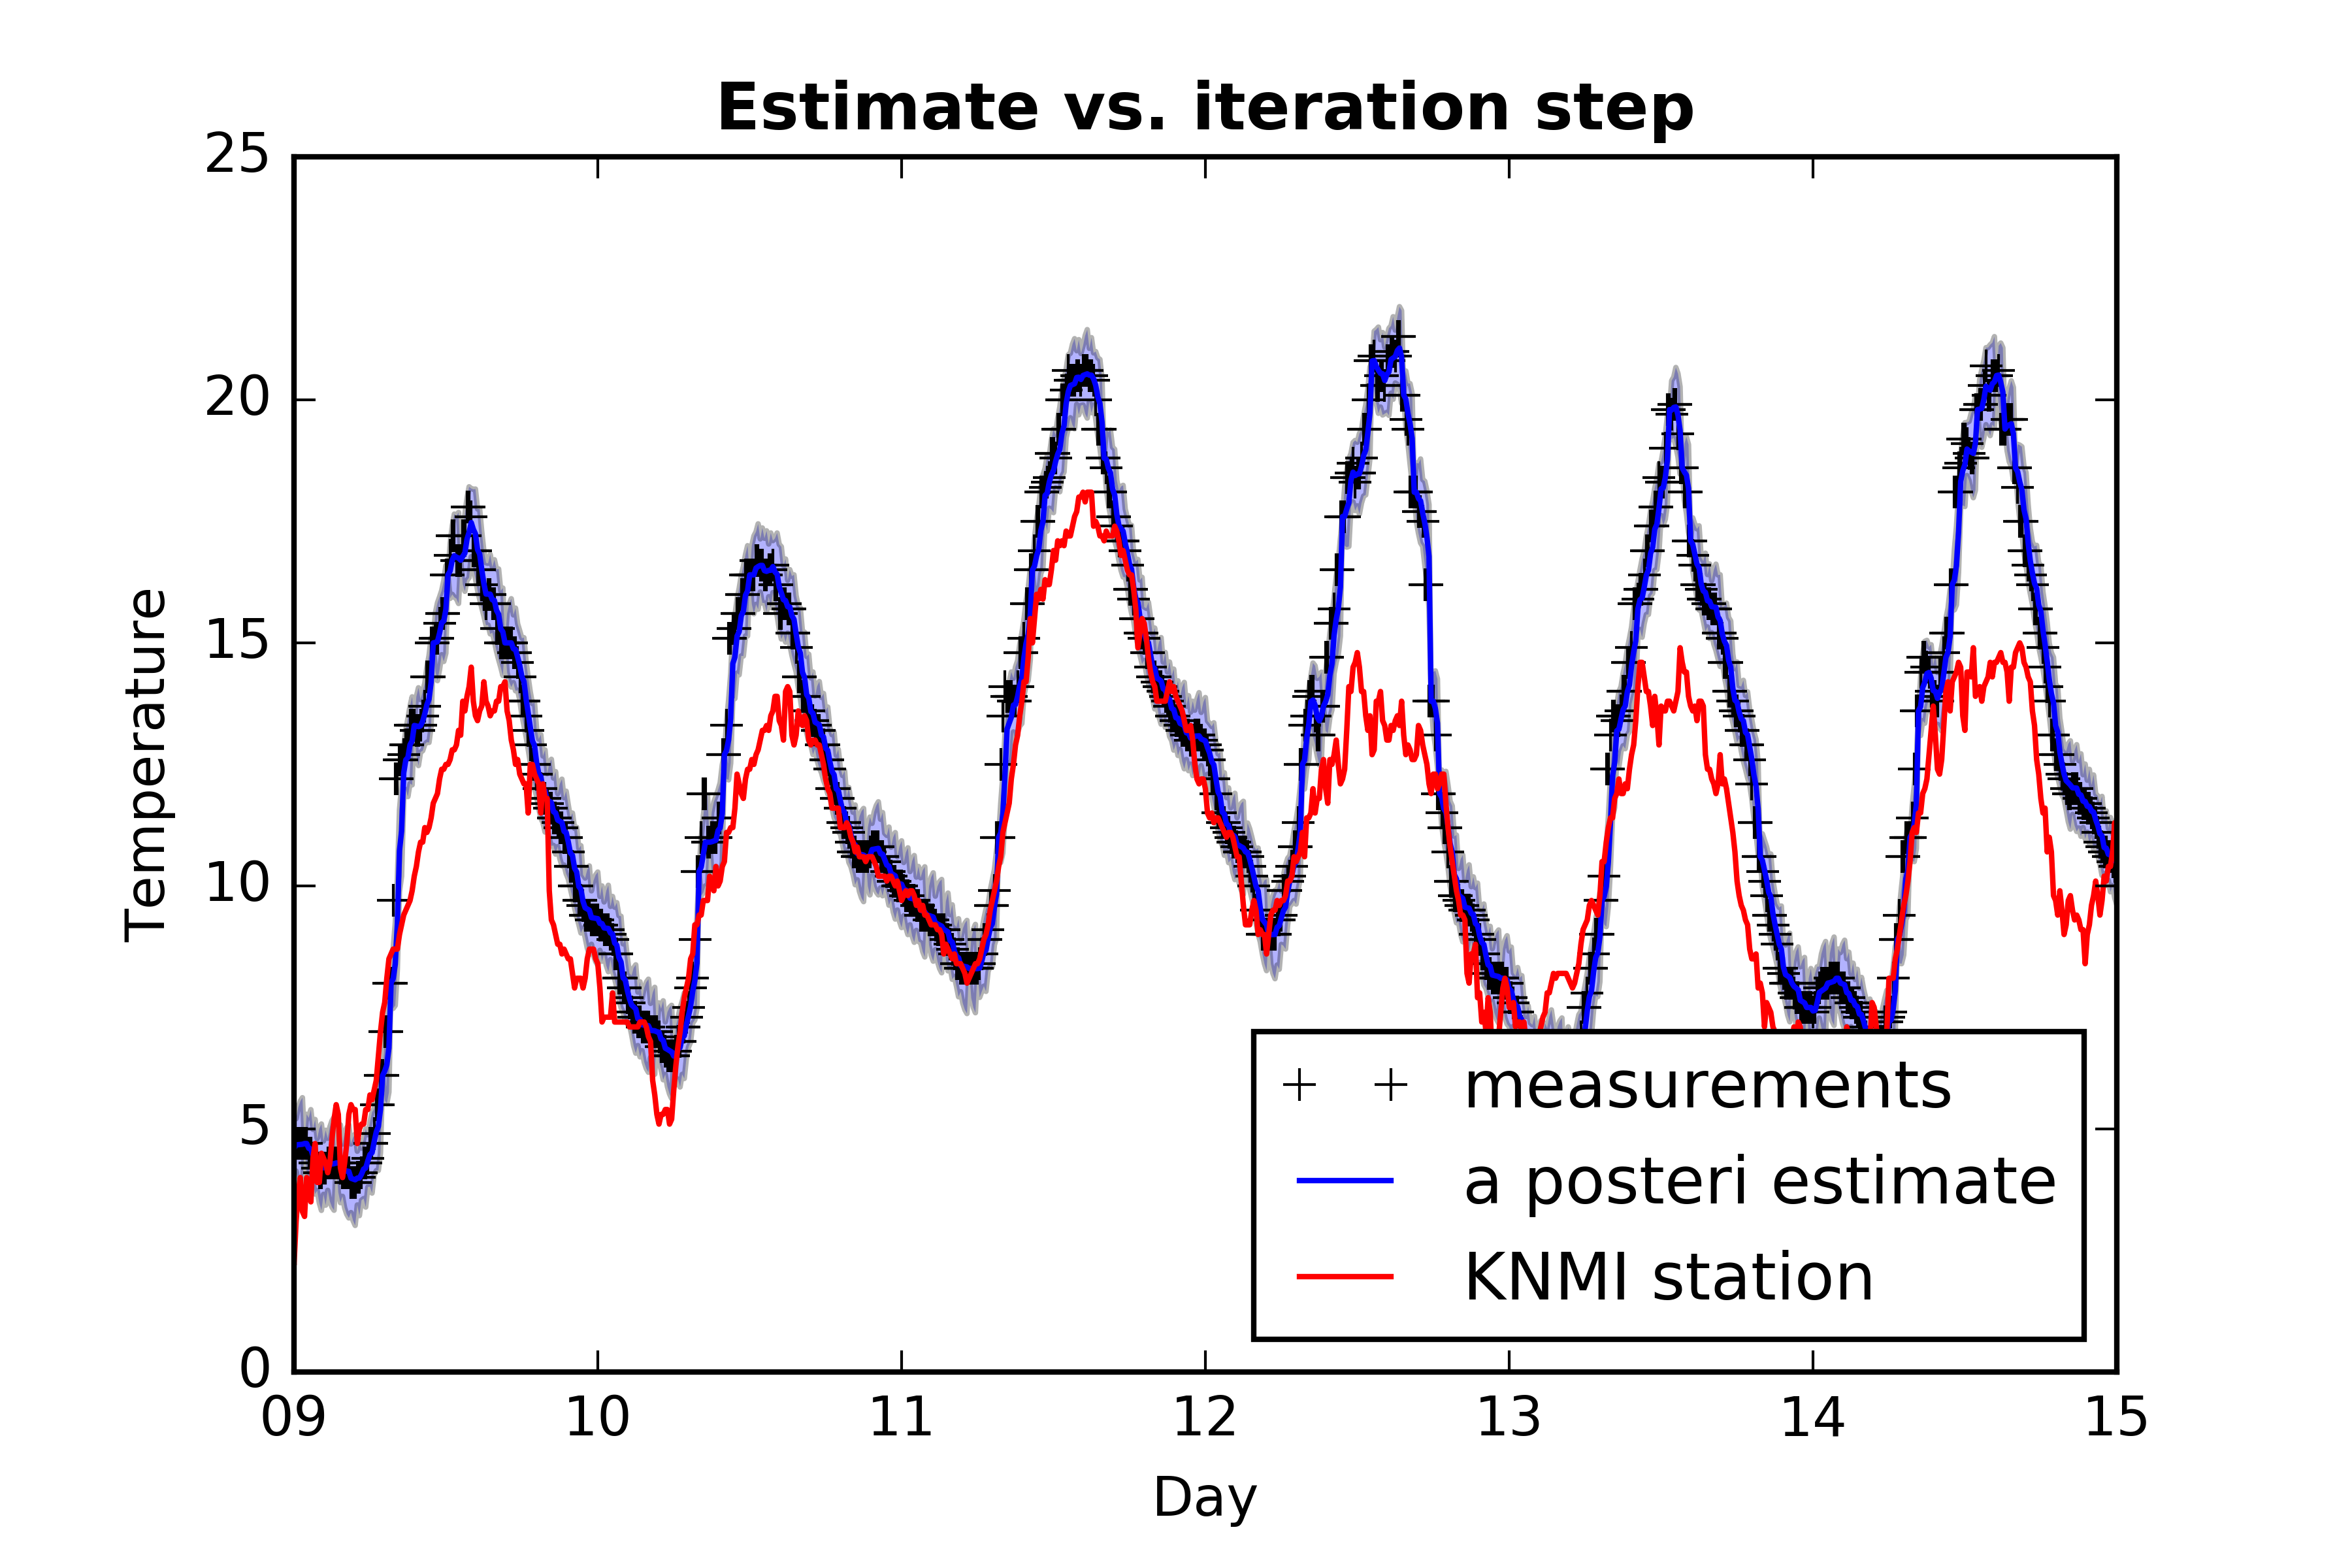 Estimate vs. iteration step
25
20
15
10
5
0
Temperature
09 10 11 12 13 14 15
Day
measurements
a posteri estimate
KNMI station